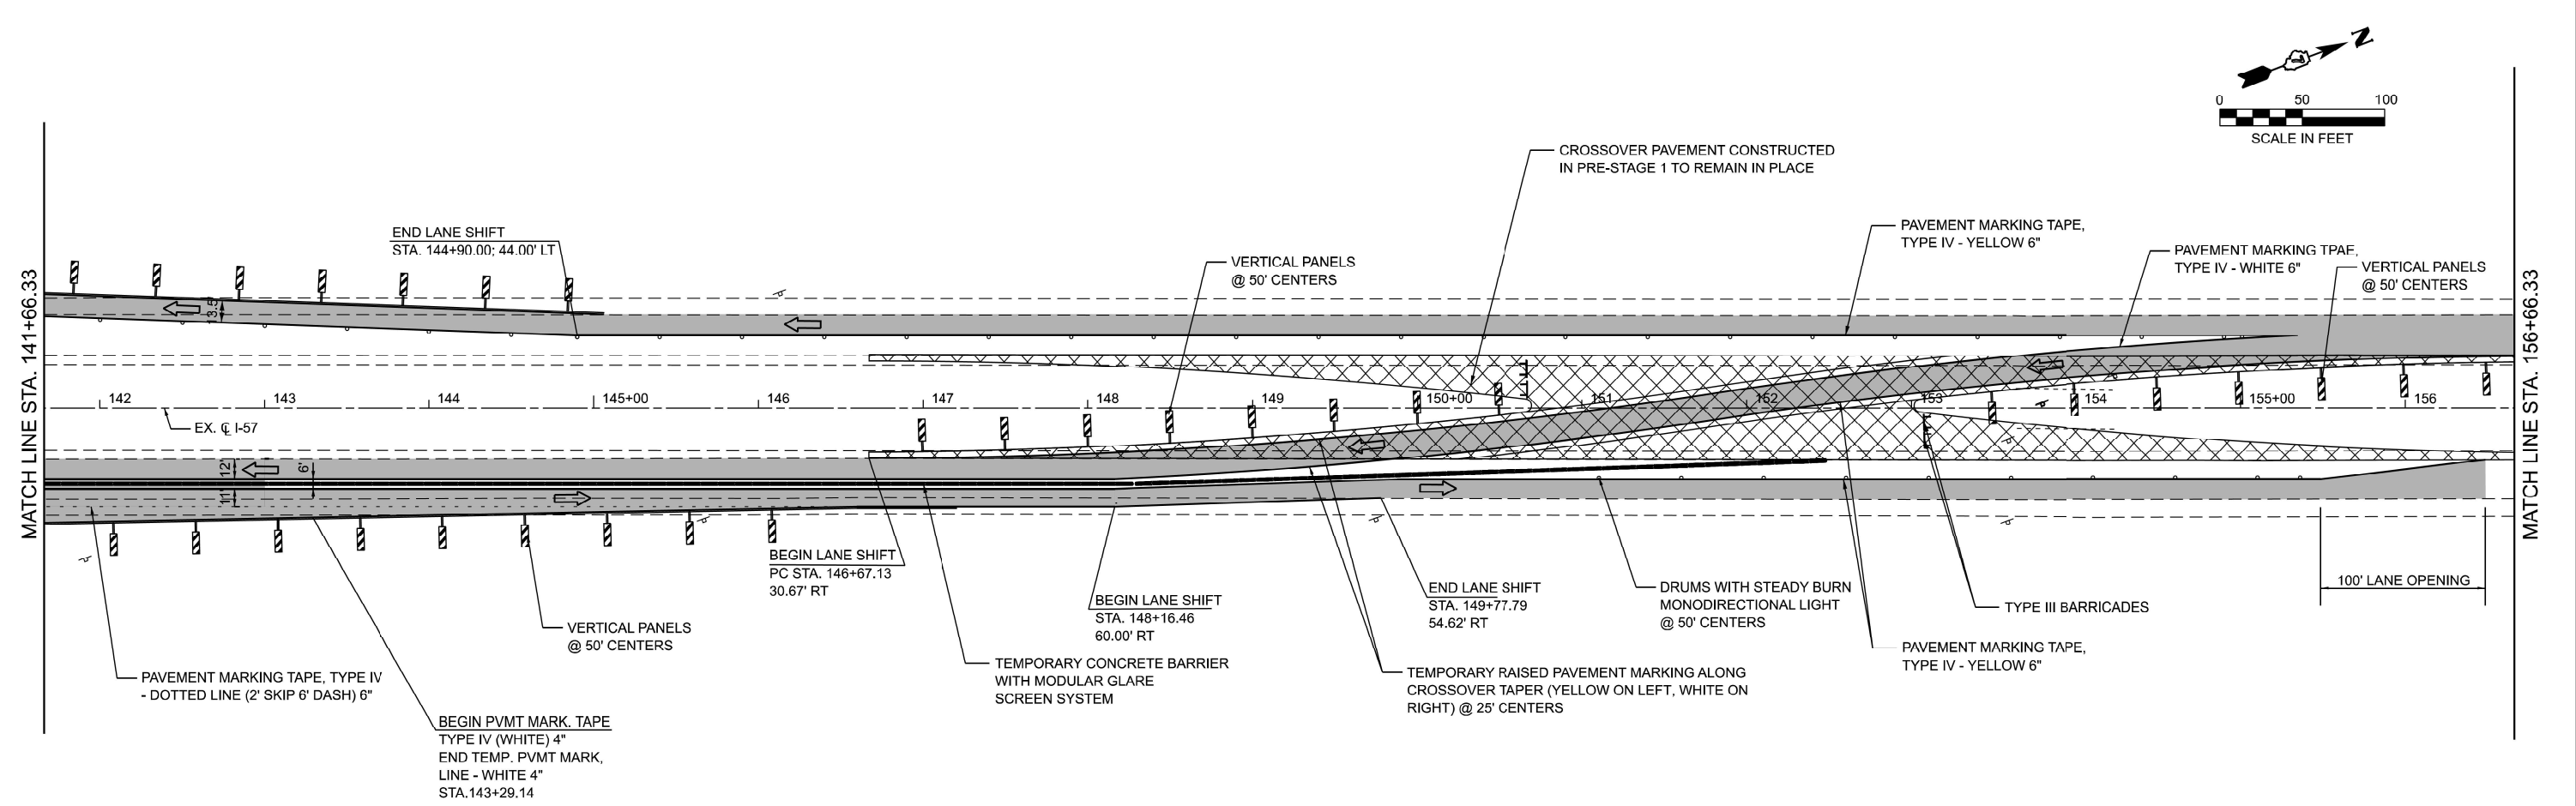 N
0 50 100
SCALE IN FEET
CROSSOVER PAVEMENT CONSTRUCTED
IN PRE-STAGE 1 TO REMAIN IN PLACE
PAVEMENT MARKING TAPE,
TYPE IV - YELLOW 6"
PAVEMENT MARKING TPAE,
TYPE IV - WHITE 6"
VERTICAL PANELS
@ 50' CENTERS
END LANE SHIFT
STA. 144+90.00; 44.00' LT
VERTICAL PANELS
@ 50' CENTERS
MATCH LINE STA. 141+66.33
MATCH LINE STA. 156+66.33
13.5'
142 143 144 145+00 146 147 148 149 150+00 151 152 153 154 155+00 156
EX. ℄ I-57
12'
6'
11'
BEGIN LANE SHIFT
PC STA. 146+67.13
30.67' RT
BEGIN LANE SHIFT
STA. 148+16.46
60.00' RT
END LANE SHIFT
STA. 149+77.79
54.62' RT
DRUMS WITH STEADY BURN
MONODIRECTIONAL LIGHT
@ 50' CENTERS
100' LANE OPENING
TYPE III BARRICADES
VERTICAL PANELS
@ 50' CENTERS
PAVEMENT MARKING TAPE,
TYPE IV - YELLOW 6"
TEMPORARY CONCRETE BARRIER
WITH MODULAR GLARE
SCREEN SYSTEM
TEMPORARY RAISED PAVEMENT MARKING ALONG
CROSSOVER TAPER (YELLOW ON LEFT, WHITE ON
RIGHT) @ 25' CENTERS
PAVEMENT MARKING TAPE, TYPE IV
- DOTTED LINE (2' SKIP 6' DASH) 6"
BEGIN PVMT MARK. TAPE
TYPE IV (WHITE) 4"
END TEMP. PVMT MARK,
LINE - WHITE 4"
STA.143+29.14